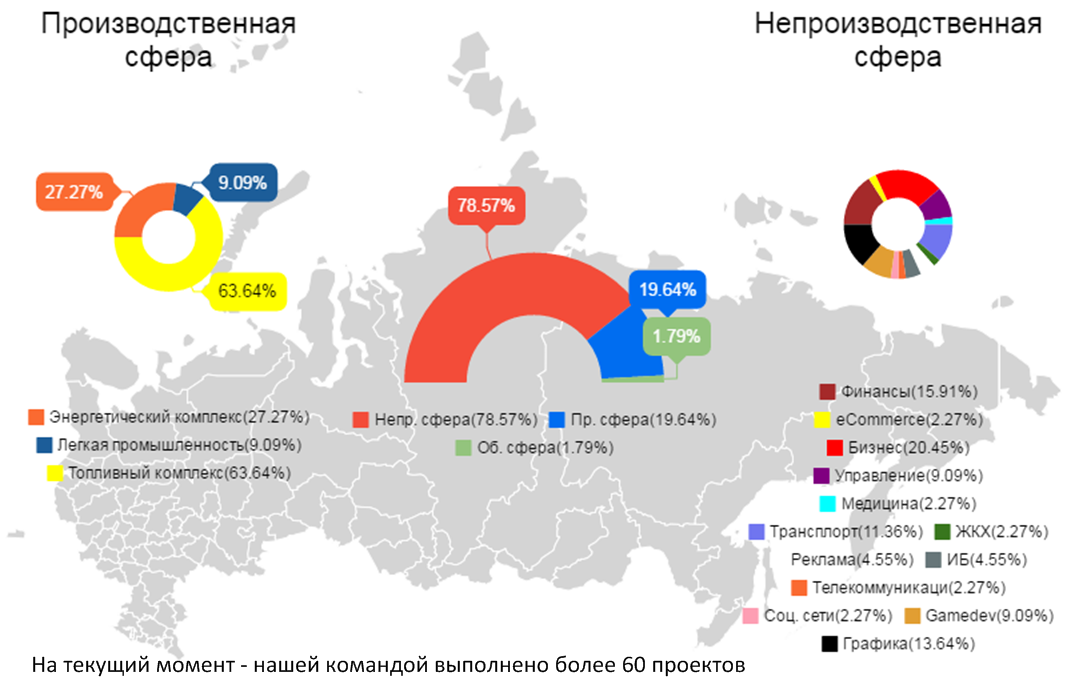 Производственная
сфера
Непроизводственная
сфера
27.27%
9.09%
63.64%
78.57%
19.64%
1.79%
Энергетический комплекс(27.27%)
Легкая промышленность(9.09%)
Топливный комплекс(63.64%)
Непр. сфера(78.57%) Пр. сфера(19.64%)
Об. сфера(1.79%)
Финансы(15.91%)
eCommerce(2.27%)
Бизнес(20.45%)
Управление(9.09%)
Медицина(2.27%)
Транспорт(11.36%) ЖКХ(2.27%)
Реклама(4.55%) ИБ(4.55%)
Телекоммуникаци(2.27%)
Соц. сети(2.27%) Gamedev(9.09%)
Графика(13.64%)
На текущий момент - нашей командой выполнено более 60 проектов